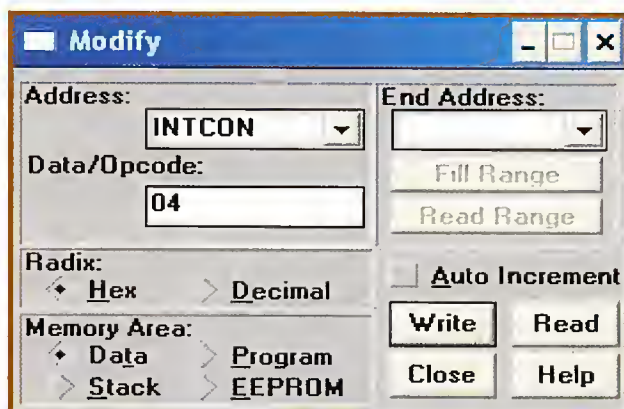 Modify
Address:
INTCON
Data/Opcode:
04
End Address:
Fill Range
Read Range
Radix:
Hex Decimal
Auto Increment
Memory Area:
Data Program
Stack EEPROM
Write Read
Close Help